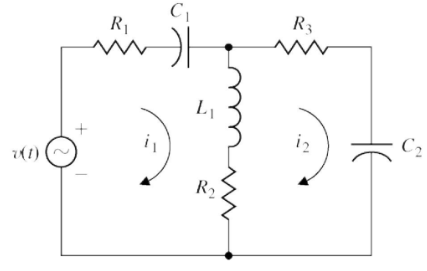 C₁
R₁
R₃
+
L₁
v(t)
i₁
i₂
C₂
−
R₂